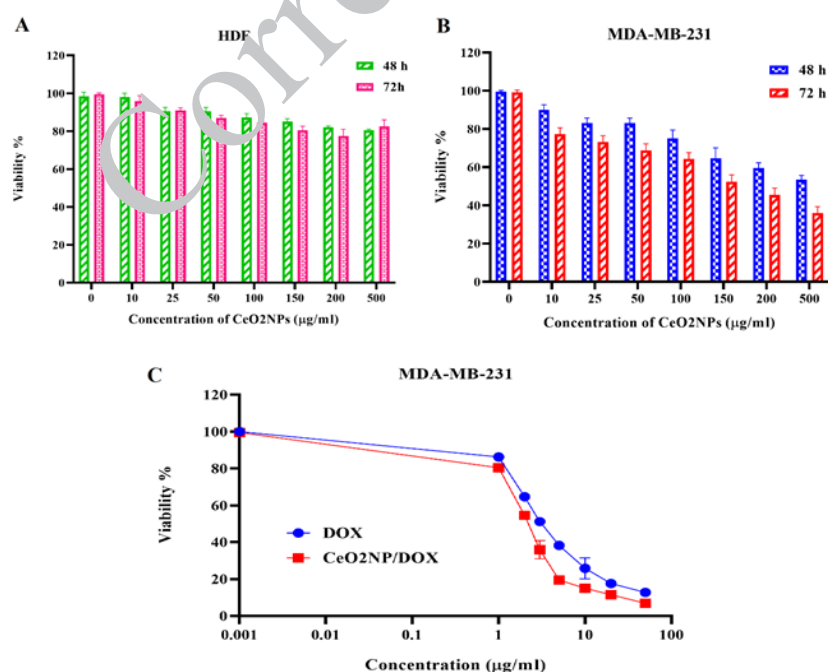 Corre
A
HDF
120
100
80
60
40
20
0
Viability %
48 h
72h
0 10 25 50 100 150 200 500
Concentration of CeO2NPs (µg/ml)
B
MDA-MB-231
120
100
80
60
40
20
0
Viability %
48 h
72 h
0 10 25 50 100 150 200 500
Concentration of CeO2NPs (µg/ml)
C
MDA-MB-231
120
100
80
60
40
20
0
Viability %
DOX
CeO2NP/DOX
0.001 0.01 0.1 1 10 100
Concentration (µg/ml)